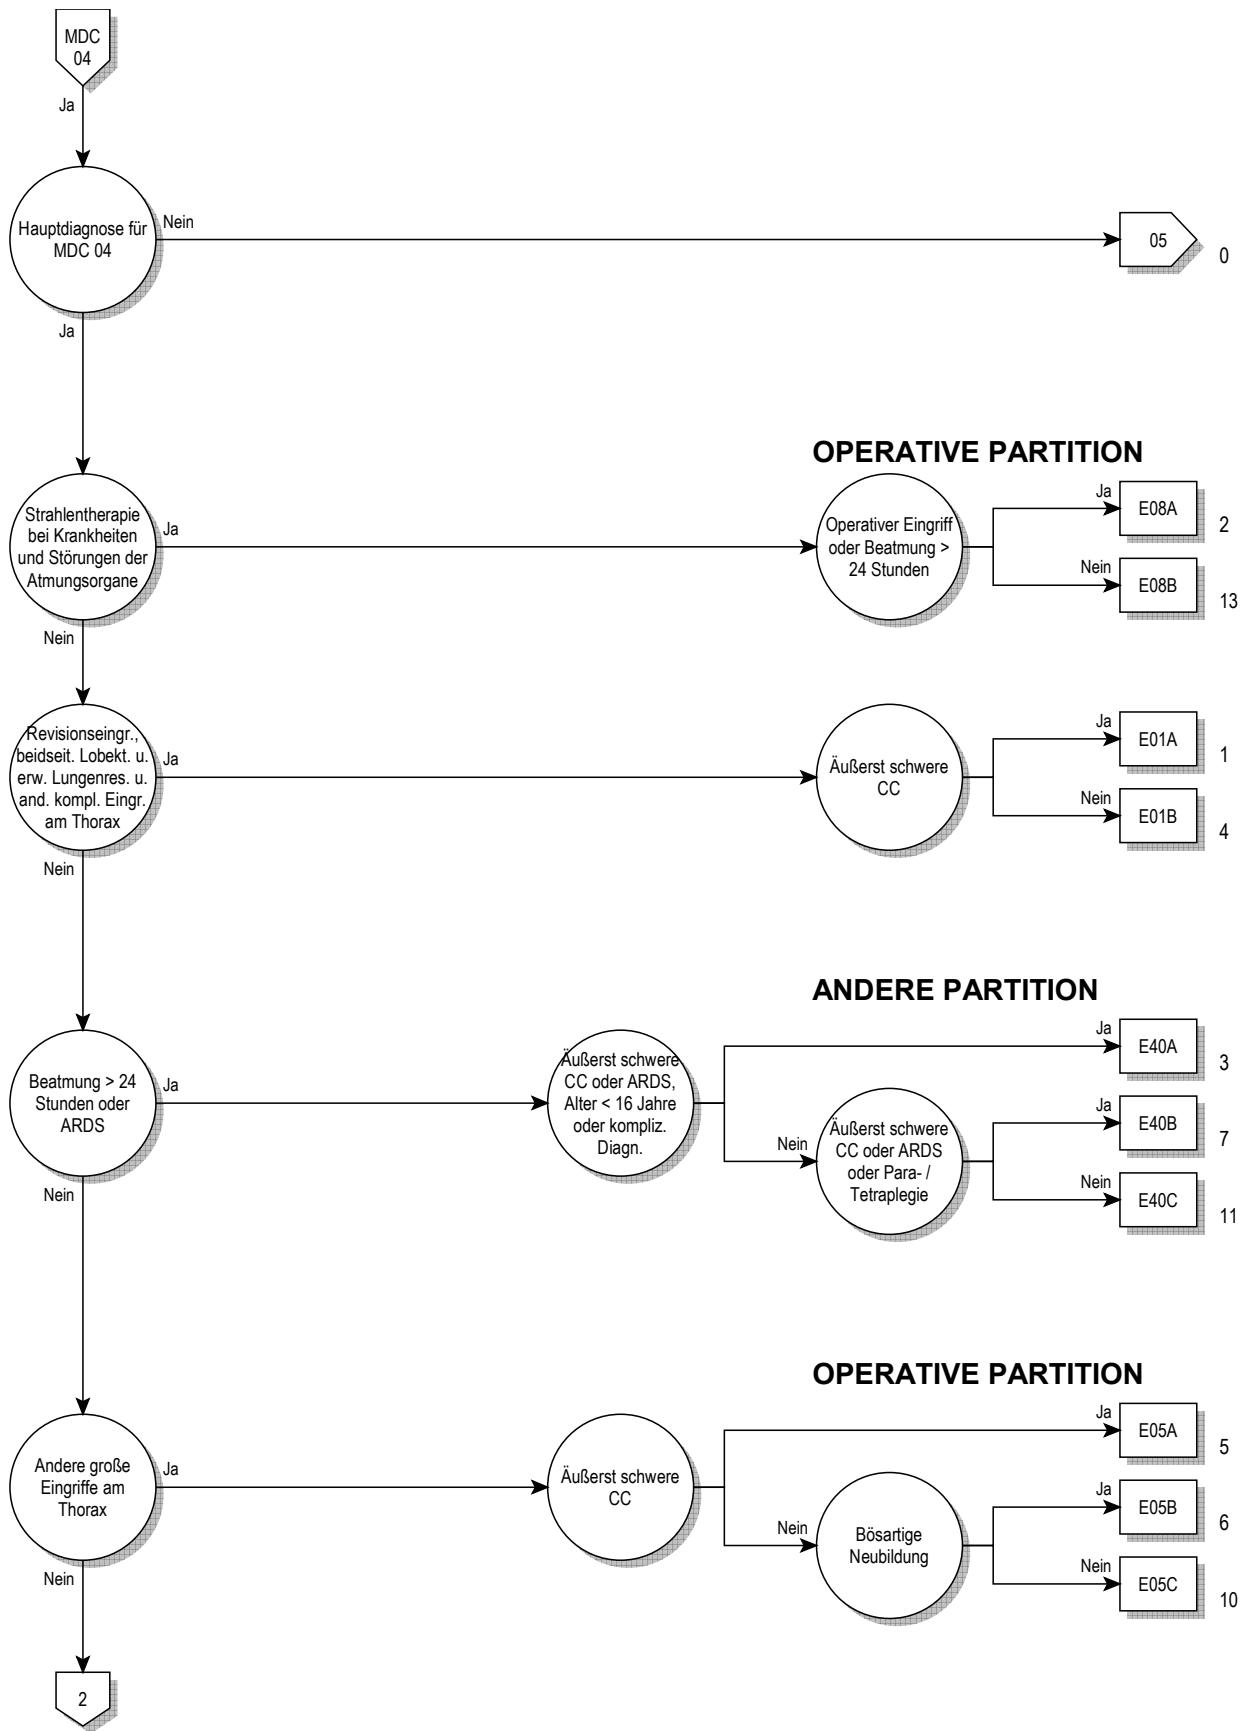 MDC
04
Ja
Hauptdiagnose für
MDC 04
Nein
05
0
Ja
OPERATIVE PARTITION
Strahlentherapie
bei Krankheiten
und Störungen der
Atmungsorgane
Ja
Operativer Eingriff
oder Beatmung >
24 Stunden
Ja
E08A
2
Nein
E08B
13
Nein
Revisionseingr.,
beidseit. Lobekt. u.
erw. Lungenres. u.
and. kompl. Eingr.
am Thorax
Ja
Äußerst schwere
CC
Ja
E01A
1
Nein
E01B
4
Nein
ANDERE PARTITION
Beatmung > 24
Stunden oder
ARDS
Ja
Äußerst schwere
CC oder ARDS,
Alter < 16 Jahre
oder kompliz.
Diagn.
Ja
E40A
3
Nein
Äußerst schwere
CC oder ARDS
oder Para- /
Tetraplegie
Ja
E40B
7
Nein
E40C
11
Nein
OPERATIVE PARTITION
Andere große
Eingriffe am
Thorax
Ja
Äußerst schwere
CC
Ja
E05A
5
Nein
Bösartige
Neubildung
Ja
E05B
6
Nein
E05C
10
Nein
2